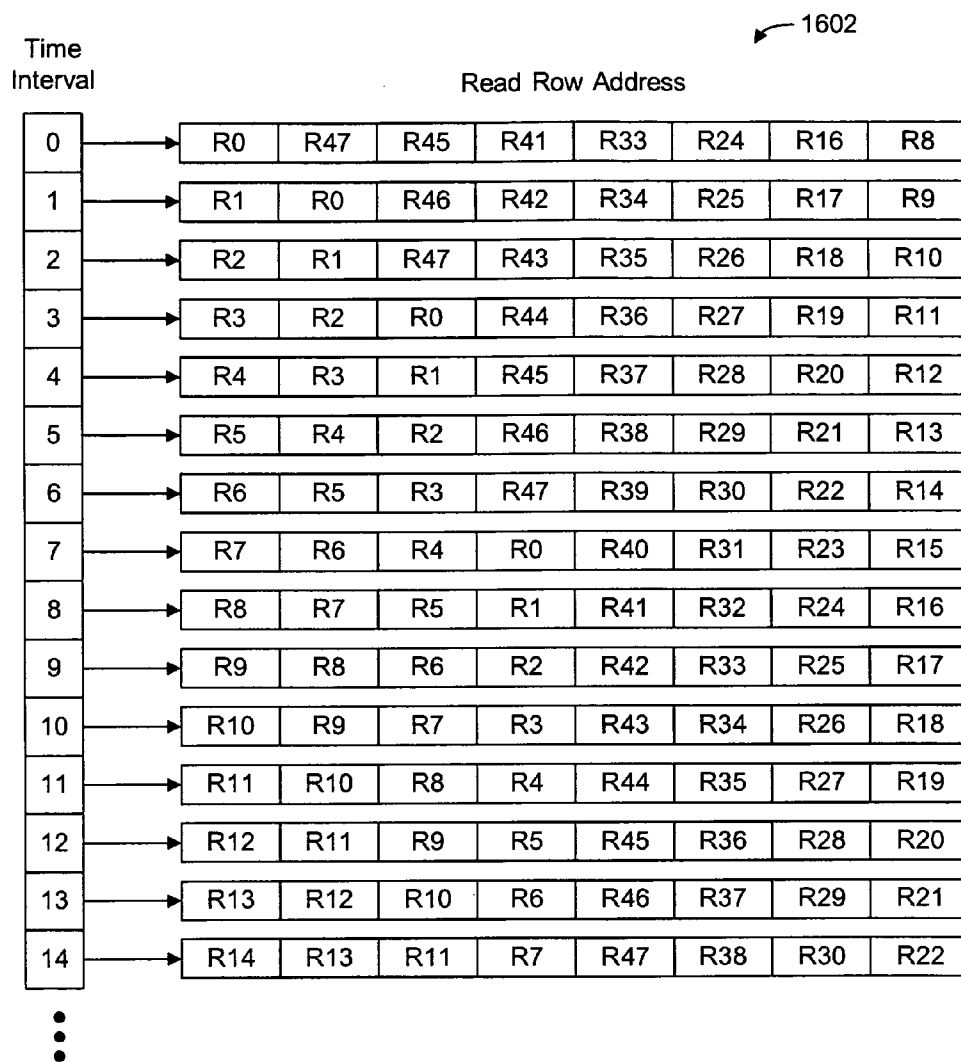 1602
Time
Interval
Read Row Address
0 R0 R47 R45 R41 R33 R24 R16 R8
1 R1 R0 R46 R42 R34 R25 R17 R9
2 R2 R1 R47 R43 R35 R26 R18 R10
3 R3 R2 R0 R44 R36 R27 R19 R11
4 R4 R3 R1 R45 R37 R28 R20 R12
5 R5 R4 R2 R46 R38 R29 R21 R13
6 R6 R5 R3 R47 R39 R30 R22 R14
7 R7 R6 R4 R0 R40 R31 R23 R15
8 R8 R7 R5 R1 R41 R32 R24 R16
9 R9 R8 R6 R2 R42 R33 R25 R17
10 R10 R9 R7 R3 R43 R34 R26 R18
11 R11 R10 R8 R4 R44 R35 R27 R19
12 R12 R11 R9 R5 R45 R36 R28 R20
13 R13 R12 R10 R6 R46 R37 R29 R21
14 R14 R13 R11 R7 R47 R38 R30 R22